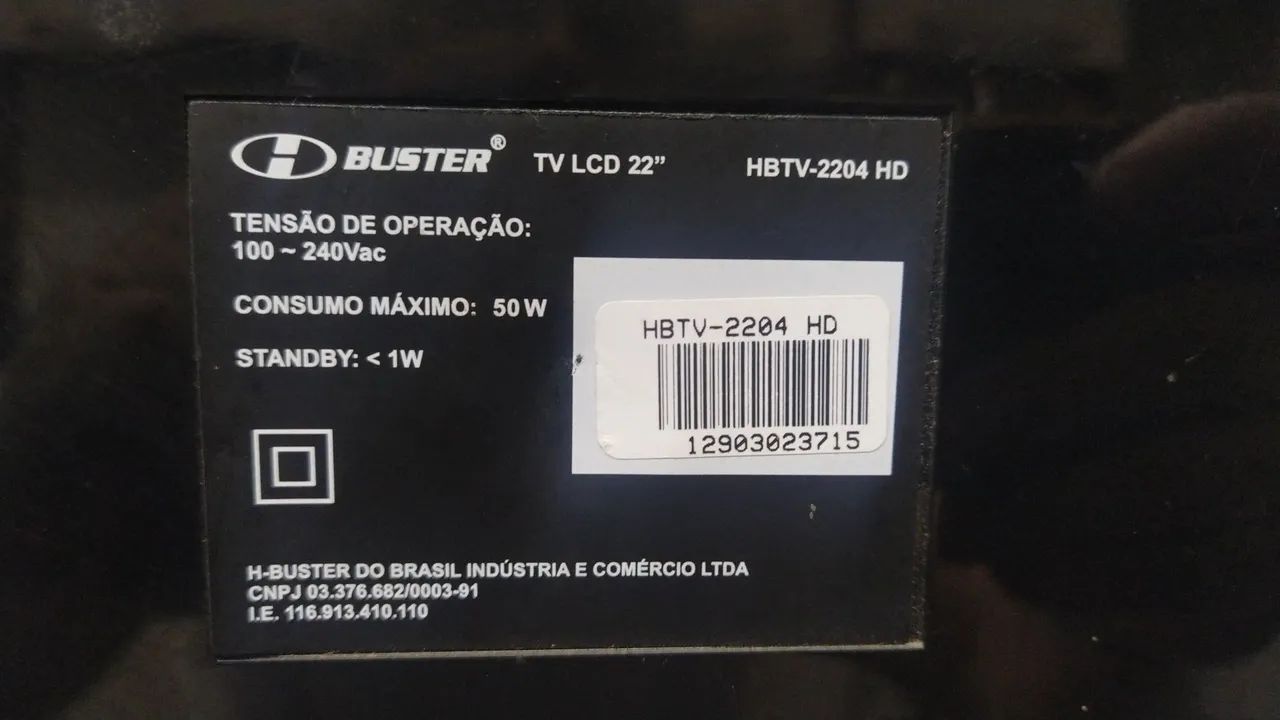 H BUSTER® TV LCD 22” HBTV-2204 HD
TENSÃO DE OPERAÇÃO:
100 ~ 240Vac
CONSUMO MÁXIMO: 50 W
STANDBY: < 1W
HBTV-2204 HD
12903023715
H-BUSTER DO BRASIL INDÚSTRIA E COMÉRCIO LTDA
CNPJ 03.376.682/0003-91
I.E. 116.913.410.110